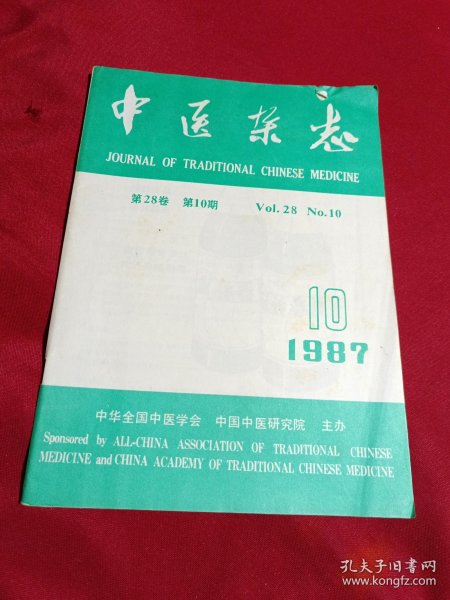 中医杂志
JOURNAL OF TRADITIONAL CHINESE MEDICINE
第28卷 第10期 Vol. 28 No. 10
10
1987
中华全国中医学会 中国中医研究院 主办
Sponsored by ALL-CHINA ASSOCIATION OF TRADITIONAL CHINESE
MEDICINE and CHINA ACADEMY OF TRADITIONAL CHINESE MEDICINE
孔夫子旧书网
www.kongfz.com